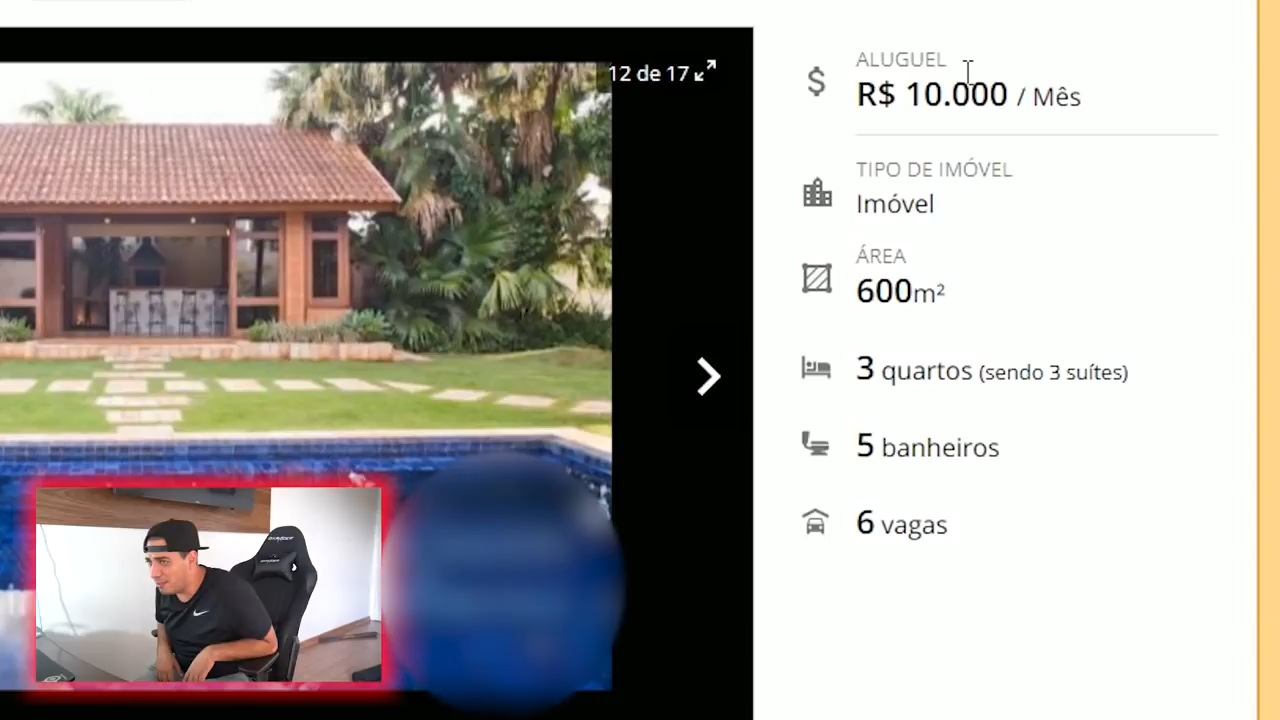 12 de 17
ALUGUEL
R$ 10.000 / Mês
TIPO DE IMÓVEL
Imóvel
ÁREA
600m²
3 quartos (sendo 3 suítes)
5 banheiros
6 vagas